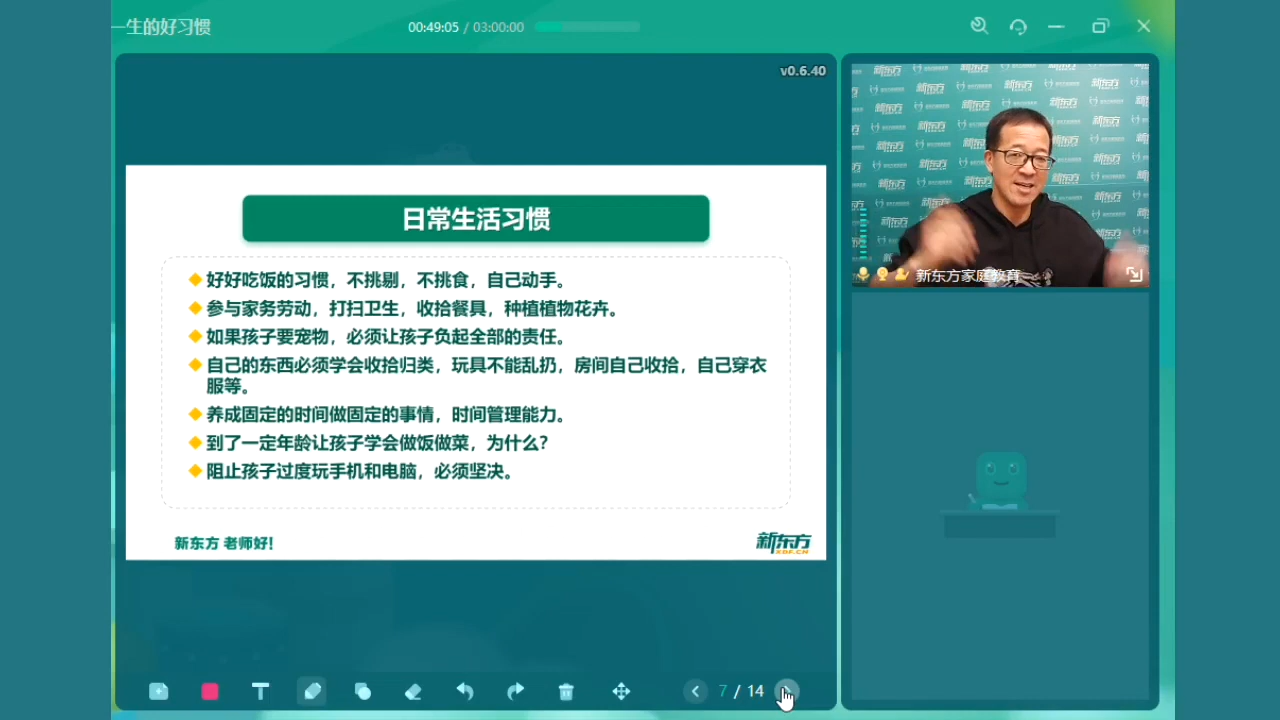 一生的好习惯
00:49:05 / 03:00:00
v0.6.40
日常生活习惯
好好吃饭的习惯，不挑剔，不挑食，自己动手。
参与家务劳动，打扫卫生，收拾餐具，种植植物花卉。
如果孩子要宠物，必须让孩子负起全部的责任。
自己的东西必须学会收拾归类，玩具不能乱扔，房间自己收拾，自己穿衣
服等。
养成固定的时间做固定的事情，时间管理能力。
到了一定年龄让孩子学会做饭做菜，为什么？
阻止孩子过度玩手机和电脑，必须坚决。
新东方 老师好!
新东方
XDF.CN
7 / 14
新东方
新东方家庭教育